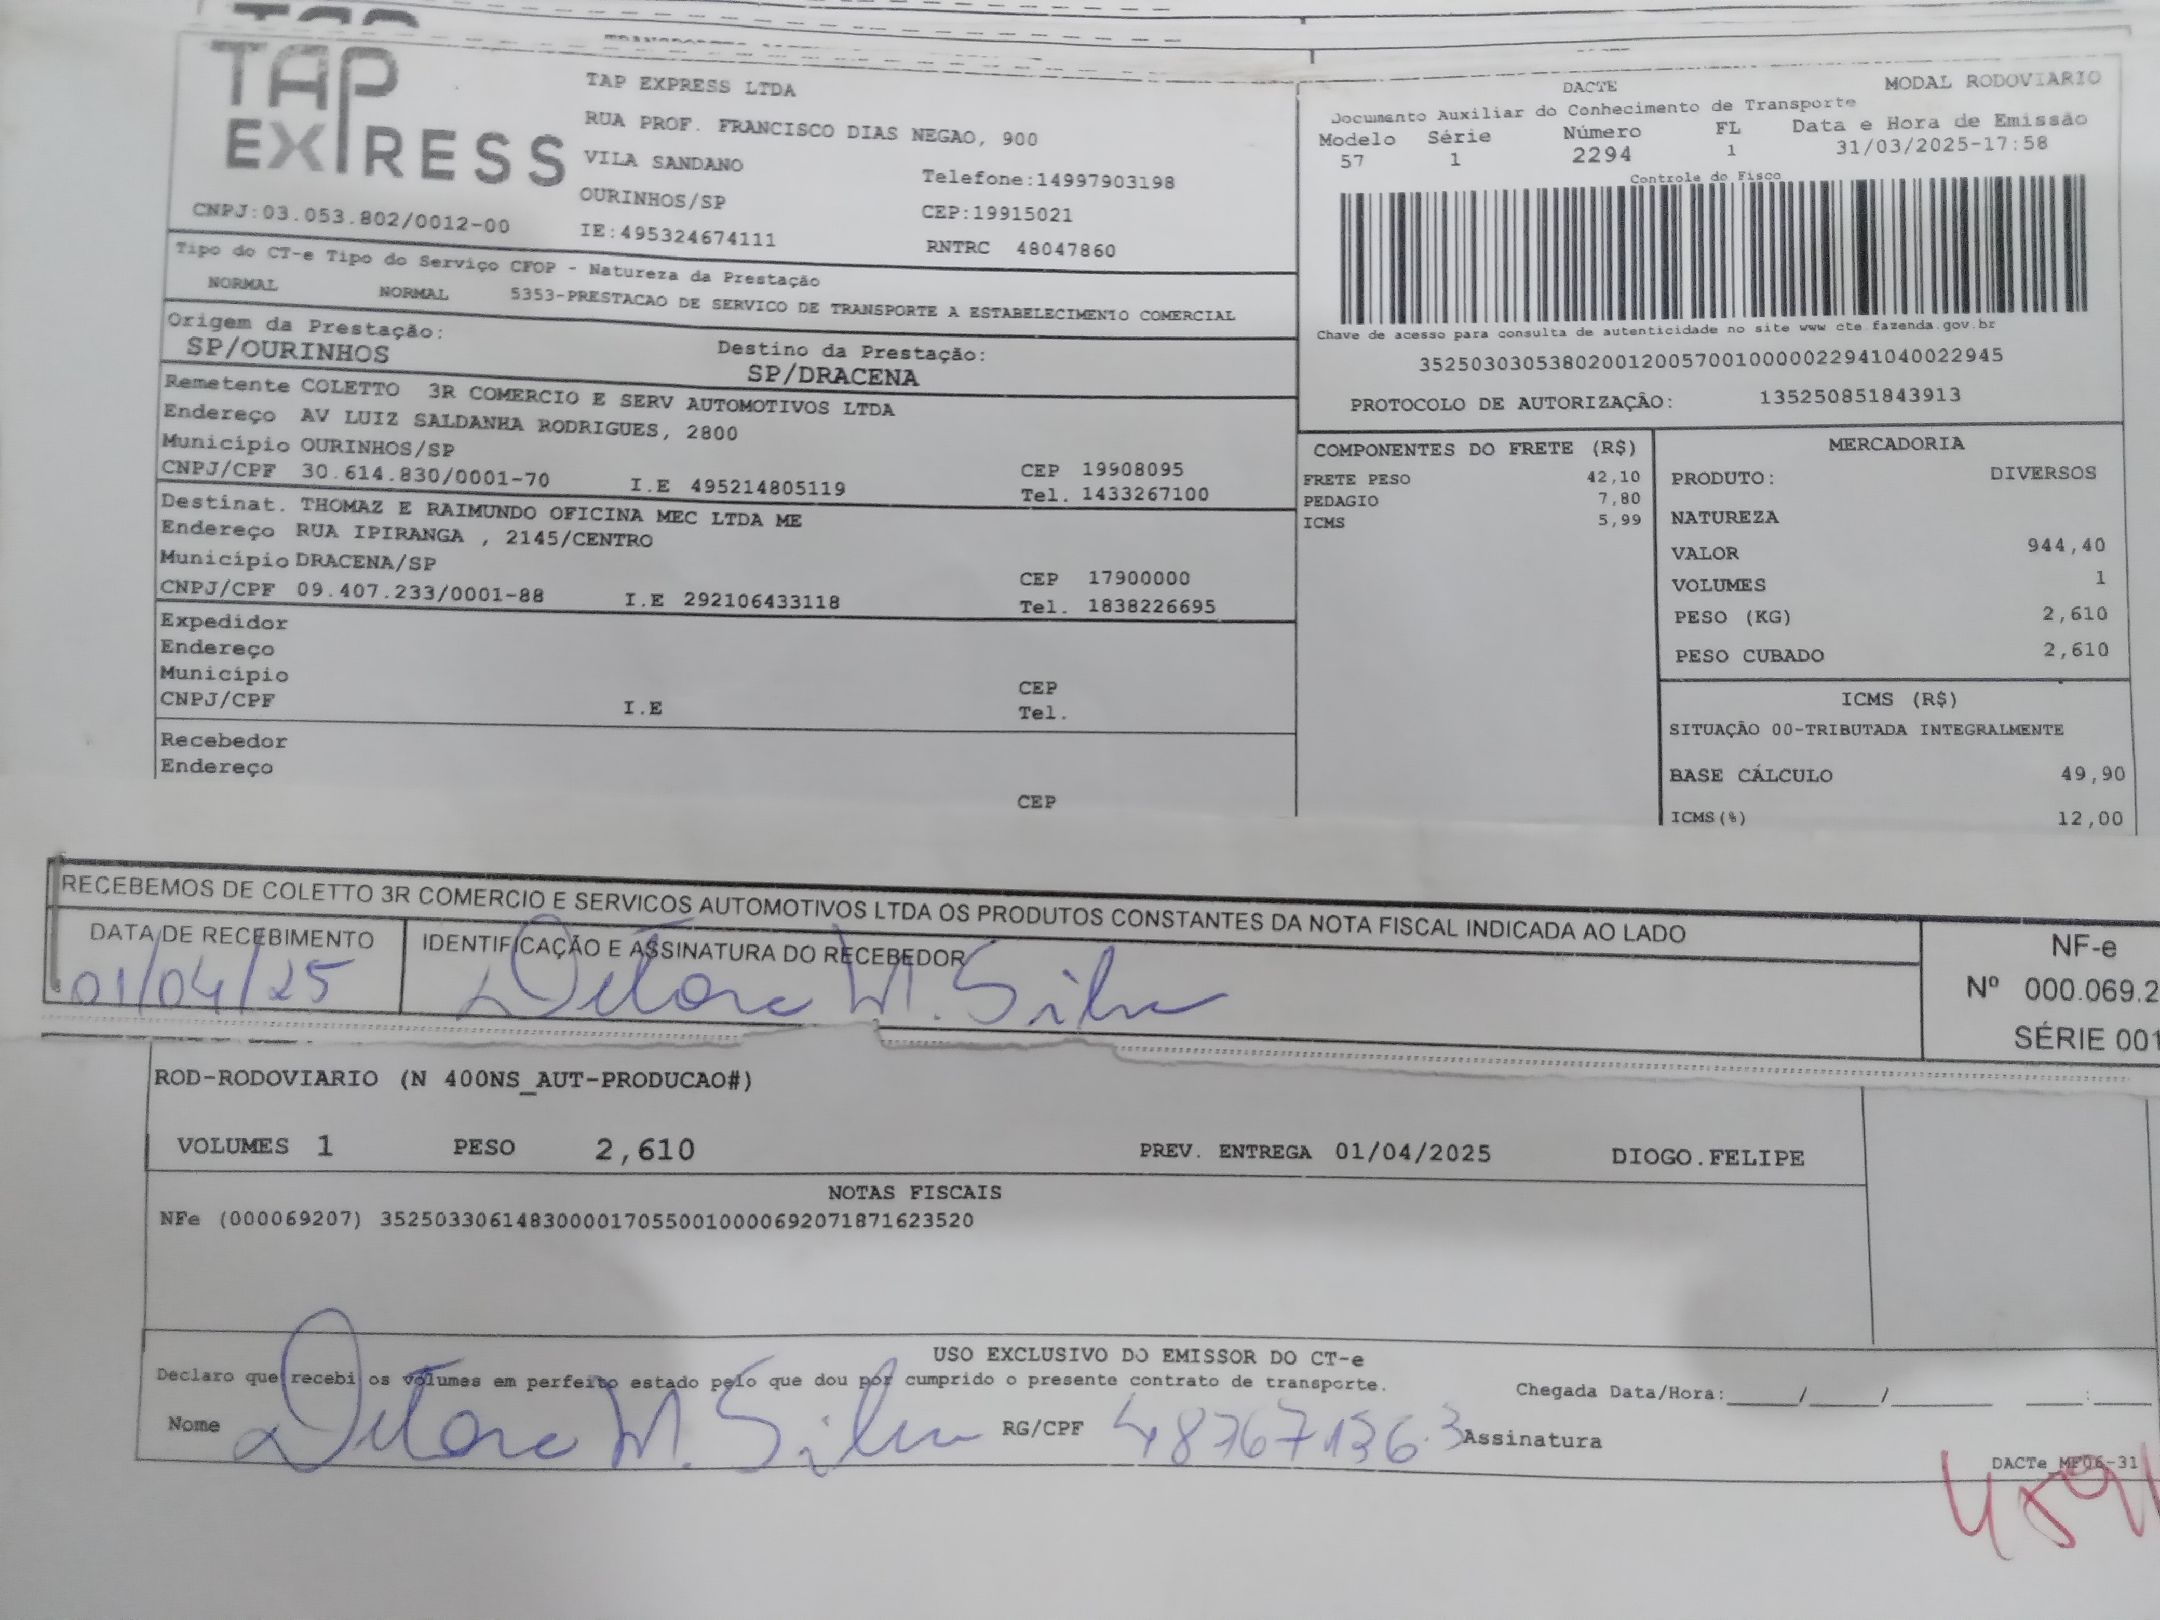 TAP
EXPRESS
CNPJ:03.053.802/0012-00
TAP EXPRESS LTDA
RUA PROF. FRANCISCO DIAS NEGAO, 900
VILA SANDANO
Telefone:14997903198
OURINHOS/SP
CEP:19915021
IE:495324674111
RNTRC 48047860
DACTE
MODAL RODOVIARIO
Documento Auxiliar do Conhecimento de Transporte
Modelo Série Número FL Data e Hora de Emissão
57 1 2294 1 31/03/2025-17:58
Controle do Fisco
Chave de acesso para consulta de autenticidade no site www cte.fazenda.gov.br
35250303053802001200570010000022941040022945
PROTOCOLO DE AUTORIZAÇÃO: 135250851843913
Tipo do CT-e Tipo do Serviço CFOP - Natureza da Prestação
NORMAL NORMAL 5353-PRESTACAO DE SERVICO DE TRANSPORTE A ESTABELECIMENTO COMERCIAL
Origem da Prestação:
SP/OURINHOS
Destino da Prestação:
SP/DRACENA
Remetente COLETTO 3R COMERCIO E SERV AUTOMOTIVOS LTDA
Endereço AV LUIZ SALDANHA RODRIGUES, 2800
Município OURINHOS/SP
CEP 19908095
CNPJ/CPF 30.614.830/0001-70 I.E 495214805119 Tel. 1433267100
Destinat. THOMAZ E RAIMUNDO OFICINA MEC LTDA ME
Endereço RUA IPIRANGA , 2145/CENTRO
Município DRACENA/SP
CEP 17900000
CNPJ/CPF 09.407.233/0001-88 I.E 292106433118 Tel. 1838226695
Expedidor
Endereço
Município
CEP
CNPJ/CPF I.E Tel.
Recebedor
Endereço
CEP
COMPONENTES DO FRETE (R$)
FRETE PESO 42,10
PEDAGIO 7,80
ICMS 5,99
MERCADORIA
PRODUTO: DIVERSOS
NATUREZA
VALOR 944,40
VOLUMES 1
PESO (KG) 2,610
PESO CUBADO 2,610
ICMS (R$)
SITUAÇÃO 00-TRIBUTADA INTEGRALMENTE
BASE CÁLCULO 49,90
ICMS(%) 12,00
RECEBEMOS DE COLETTO 3R COMERCIO E SERVICOS AUTOMOTIVOS LTDA OS PRODUTOS CONSTANTES DA NOTA FISCAL INDICADA AO LADO
DATA DE RECEBIMENTO
01/04/25
IDENTIFICAÇÃO E ASSINATURA DO RECEBEDOR
M. Silva
NF-e
Nº 000.069.2
SÉRIE 001
ROD-RODOVIARIO (N 400NS_AUT-PRODUCAO#)
VOLUMES 1 PESO 2,610 PREV. ENTREGA 01/04/2025 DIOGO.FELIPE
NOTAS FISCAIS
NFe (000069207) 35250330614830000170550010000692071871623520
USO EXCLUSIVO DO EMISSOR DO CT-e
Declaro que recebi os volumes em perfeito estado pelo que dou por cumprido o presente contrato de transporte.
Chegada Data/Hora:____/____/______ ___:___
Nome M. Silva RG/CPF 48767136.3 Assinatura
DACTe_MF06-31